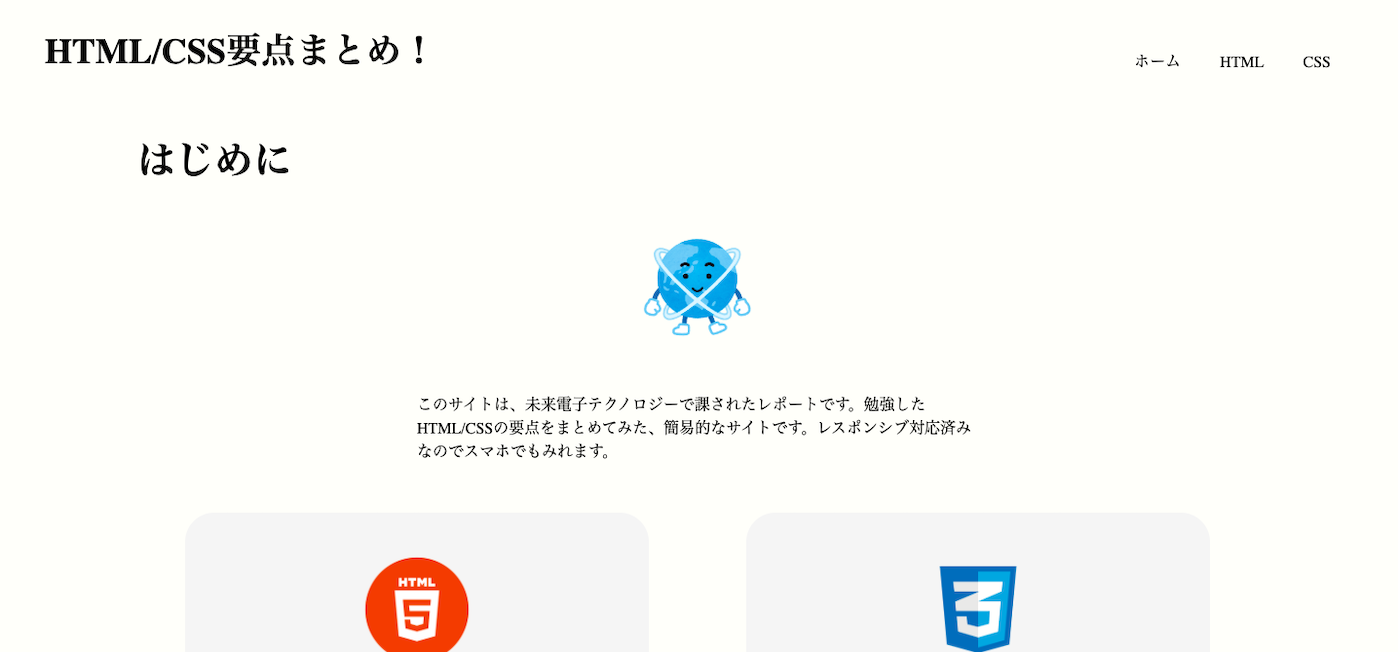 HTML/CSS要点まとめ！
ホーム HTML CSS
はじめに
このサイトは、未来電子テクノロジーで課されたレポートです。勉強した
HTML/CSSの要点をまとめてみた、簡易的なサイトです。レスポンシブ対応済み
なのでスマホでもみれます。
HTML
5
3